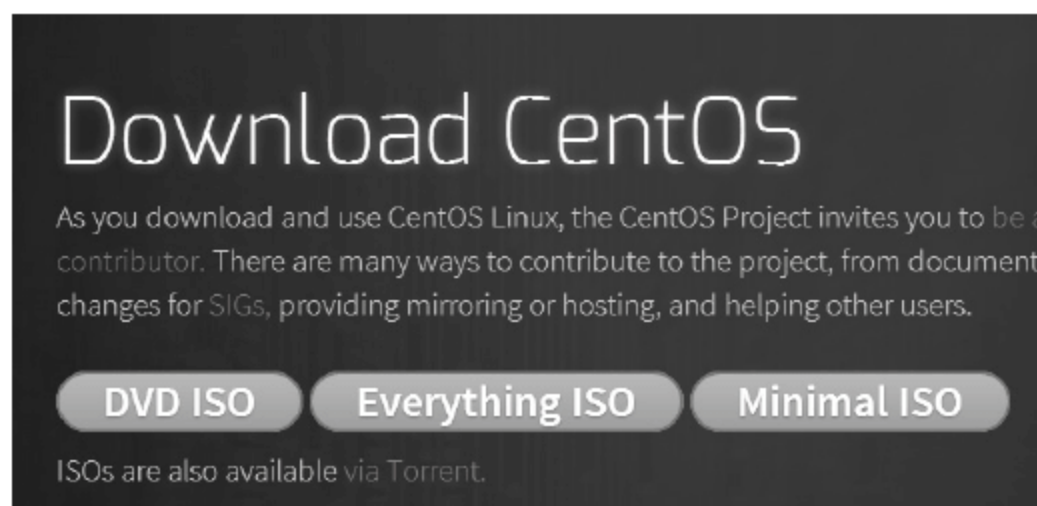 Download CentOS
As you download and use CentOS Linux, the CentOS Project invites you to be
contributor. There are many ways to contribute to the project, from document
changes for SIGs, providing mirroring or hosting, and helping other users.
DVD ISO Everything ISO Minimal ISO
ISOs are also available via Torrent.